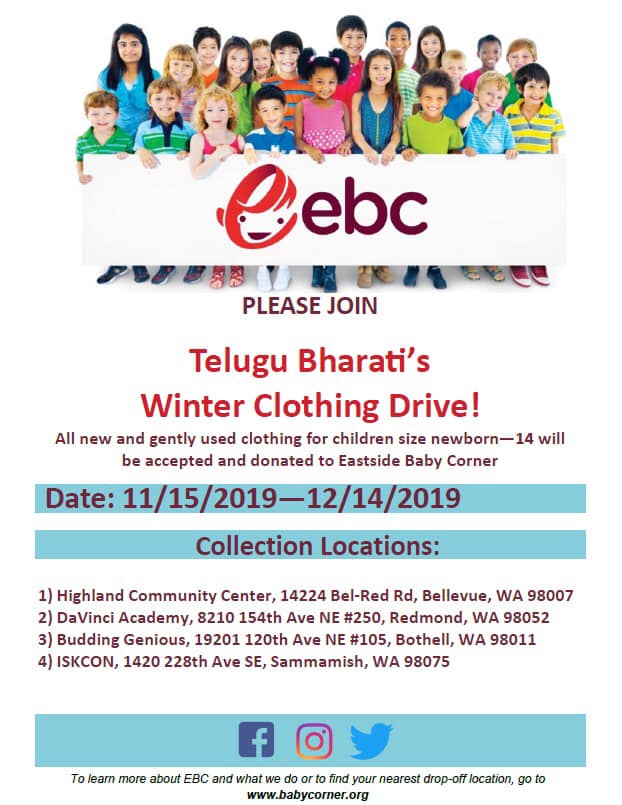 ebc
PLEASE JOIN
Telugu Bharati's
Winter Clothing Drive!
All new and gently used clothing for children size newborn—14 will
be accepted and donated to Eastside Baby Corner
Date: 11/15/2019—12/14/2019
Collection Locations:
1) Highland Community Center, 14224 Bel-Red Rd, Bellevue, WA 98007
2) DaVinci Academy, 8210 154th Ave NE #250, Redmond, WA 98052
3) Budding Genious, 19201 120th Ave NE #105, Bothell, WA 98011
4) ISKCON, 1420 228th Ave SE, Sammamish, WA 98075
To learn more about EBC and what we do or to find your nearest drop-off location, go to
www.babycorner.org